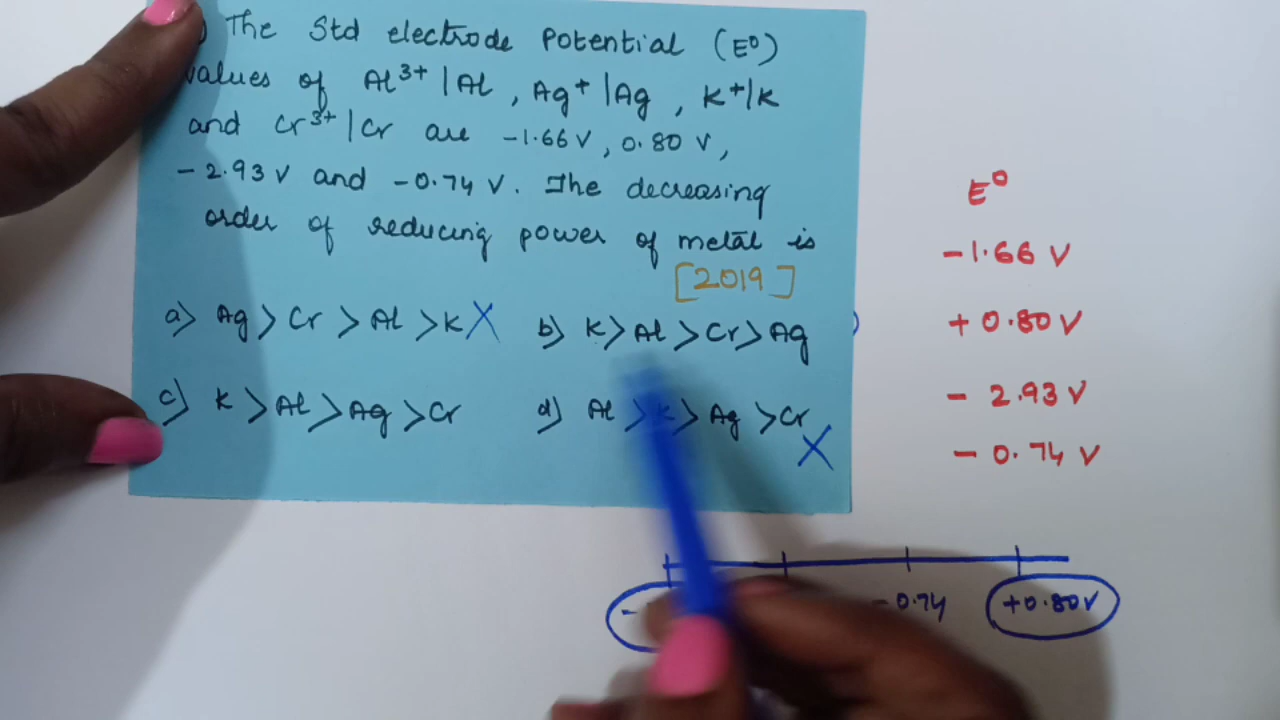 The Std electrode potential (E⁰)
values of Al³⁺|Al, Ag⁺|Ag, K⁺|K
and Cr³⁺|Cr are -1.66 V, 0.80 V,
-2.93 V and -0.74 V. The decreasing
order of reducing power of metal is
[2019]
a) Ag > Cr > Al > K X b) K > Al > Cr > Ag
c) K > Al > Ag > Cr d) Al > K > Ag > Cr X
E⁰
-1.66 V
+0.80 V
- 2.93 V
- 0.74 V
-0.74 +0.80V